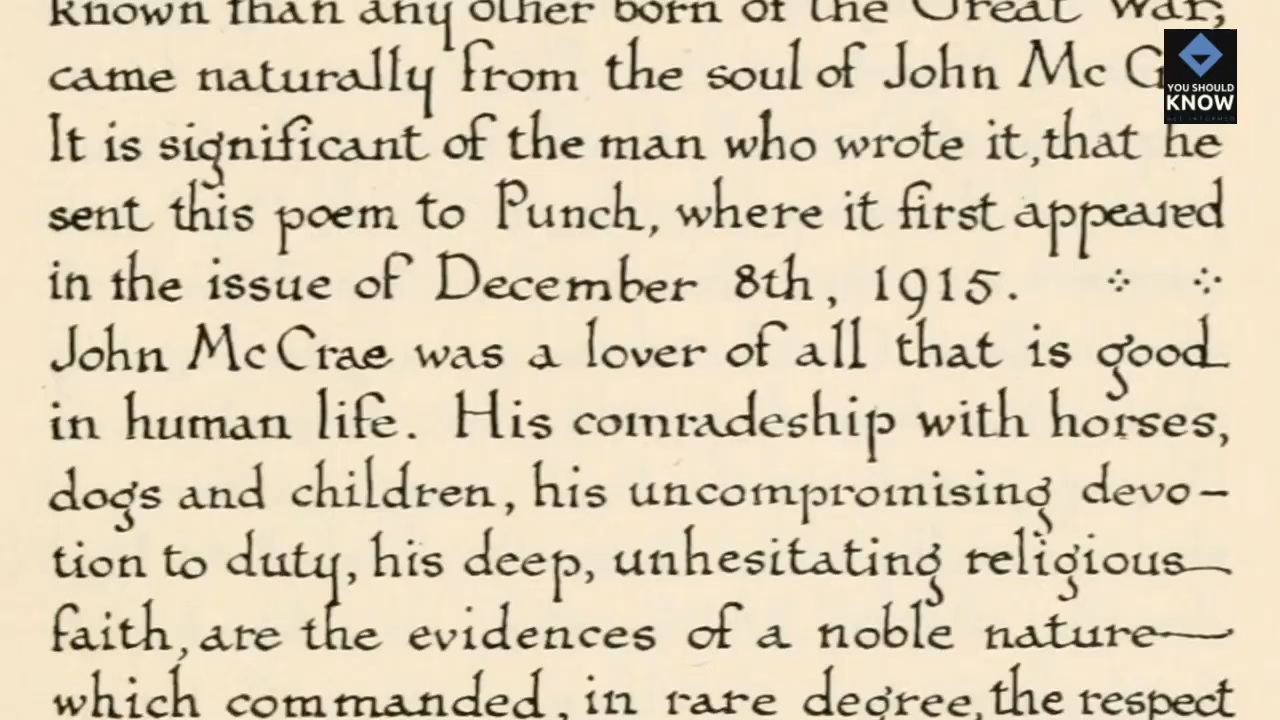 known than any other born of the Great War,
came naturally from the soul of John Mc C
It is significant of the man who wrote it, that he
sent this poem to Punch, where it first appeared
in the issue of December 8th, 1915.
John McCrae was a lover of all that is good
in human life. His comradeship with horses,
dogs and children, his uncompromising devo-
tion to duty, his deep, unhesitating religious
faith, are the evidences of a noble nature—
which commanded, in rare degree, the respect
YOU SHOULD
KNOW
GET INFORMED